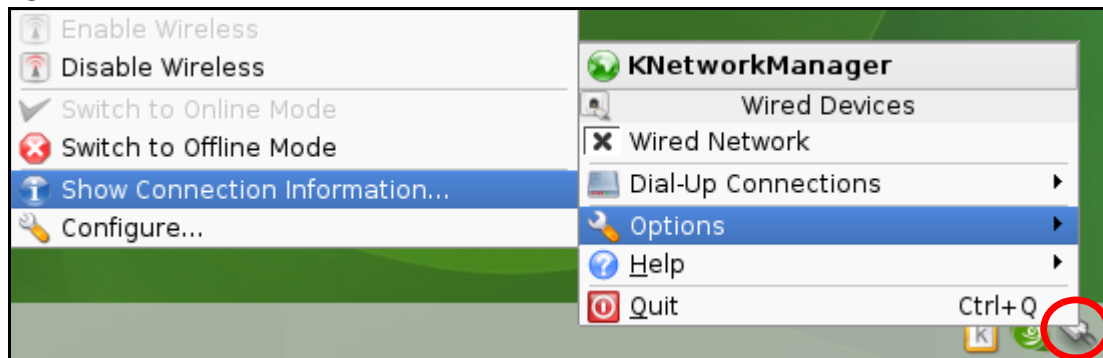 Enable Wireless
Disable Wireless
Switch to Online Mode
Switch to Offline Mode
Show Connection Information...
Configure...
KNetworkManager
Wired Devices
Wired Network
Dial-Up Connections
Options
Help
Quit Ctrl+Q
K